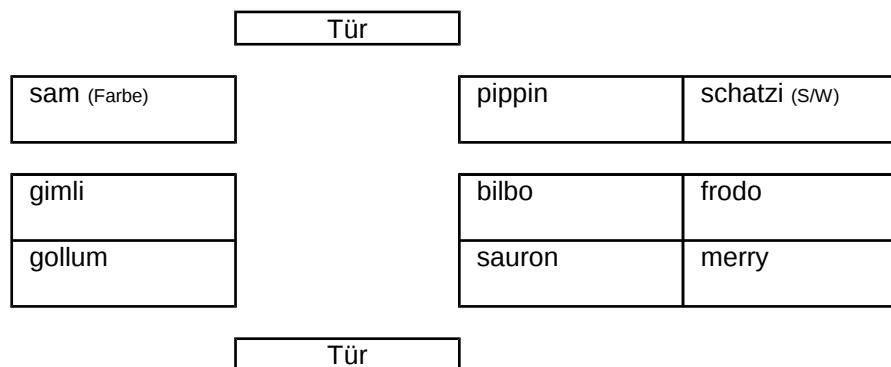 Tür
sam (Farbe) pippin schatzi (S/W)
gimli bilbo frodo
gollum sauron merry
Tür